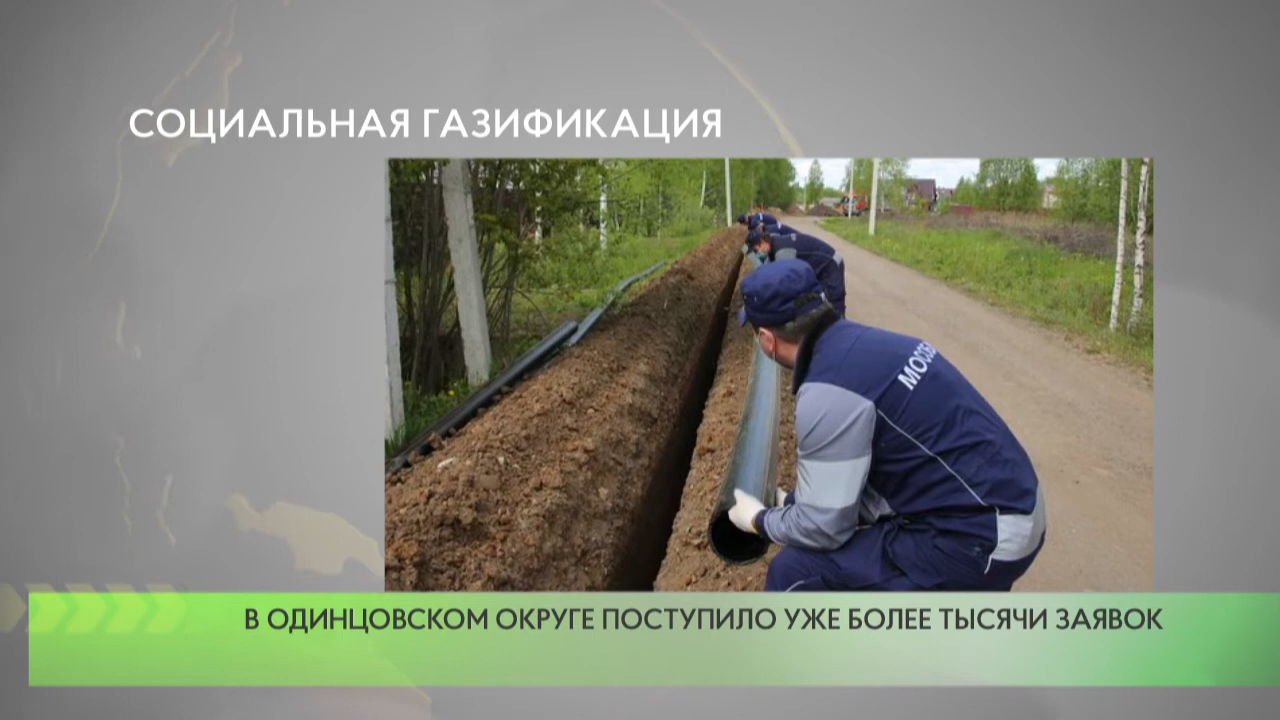 СОЦИАЛЬНАЯ ГАЗИФИКАЦИЯ
В ОДИНЦОВСКОМ ОКРУГЕ ПОСТУПИЛО УЖЕ БОЛЕЕ ТЫСЯЧИ ЗАЯВОК